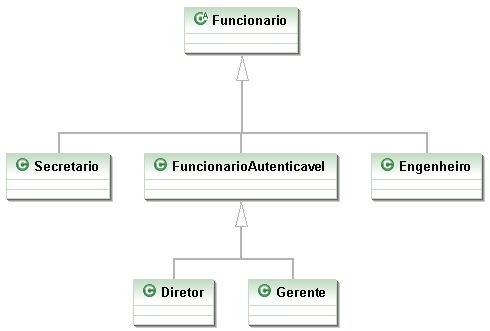 Funcionario
Secretario
FuncionarioAutenticavel
Engenheiro
Diretor
Gerente